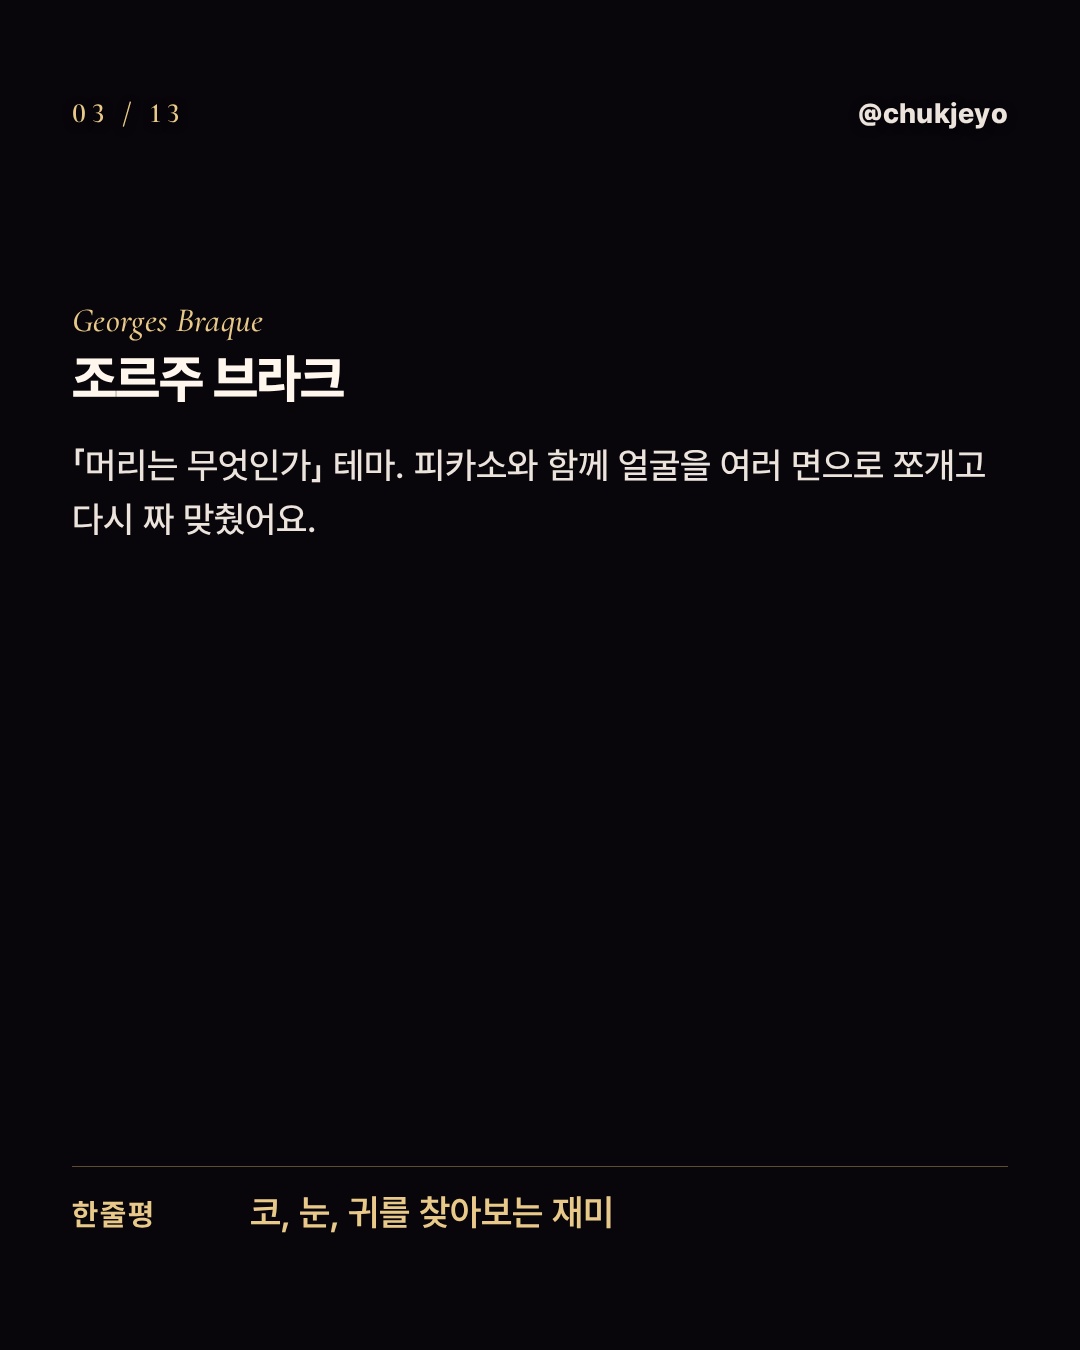 03 / 13
@chukjeyo
Georges Braque
조르주 브라크
「머리는 무엇인가」 테마. 피카소와 함께 얼굴을 여러 면으로 쪼개고
다시 짜 맞췄어요.
한줄평
코, 눈, 귀를 찾아보는 재미